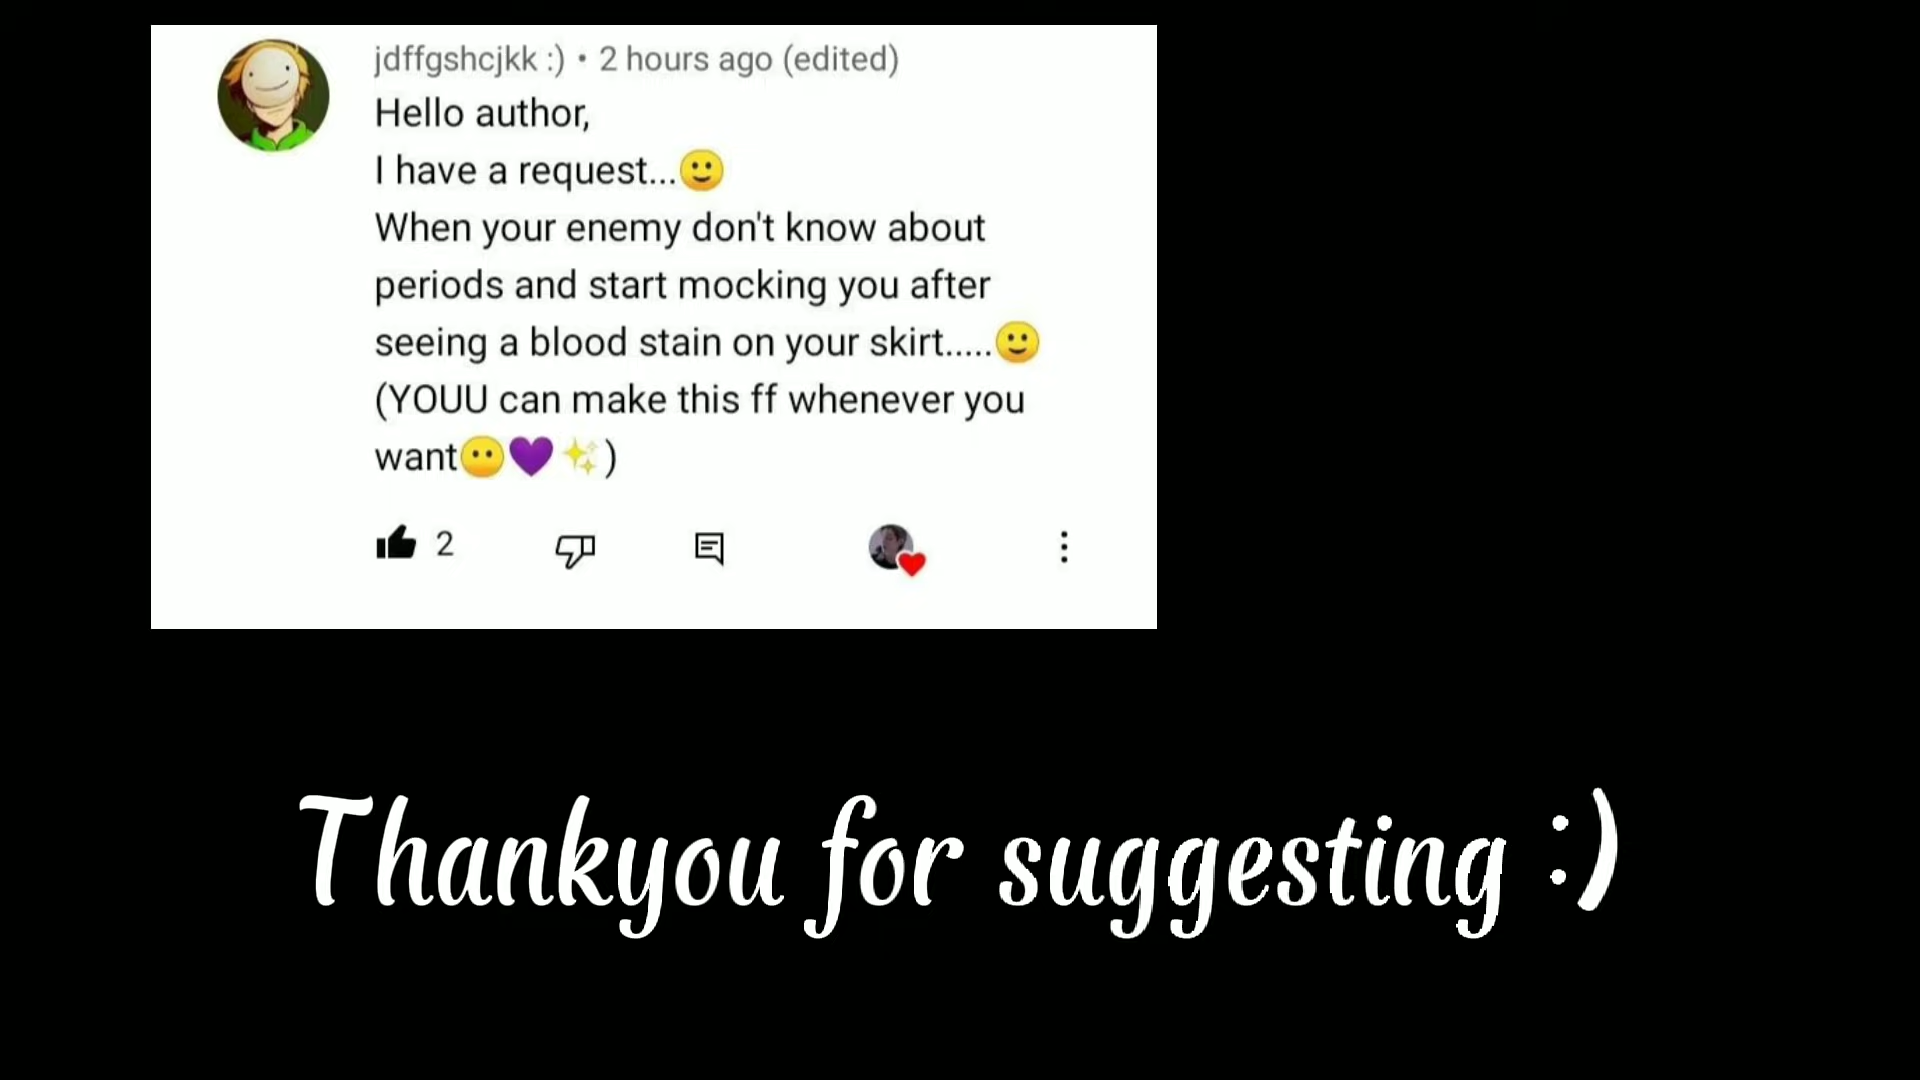 jdffgshcjkk :) • 2 hours ago (edited)
Hello author,
I have a request...🙂
When your enemy don't know about
periods and start mocking you after
seeing a blood stain on your skirt.....🙂
(YOUU can make this ff whenever you
want😶💜✨)
2
Thankyou for suggesting :)